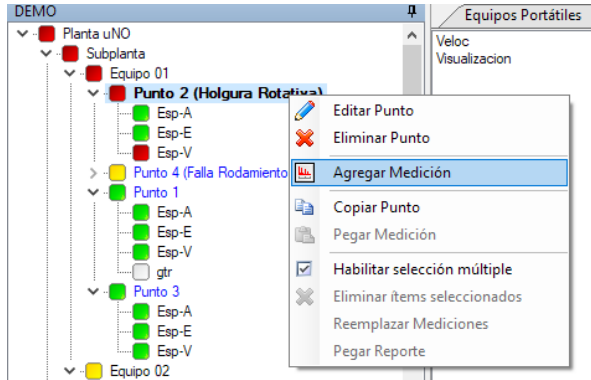 DEMO
Planta uNO
Subplanta
Equipo 01
Punto 2 (Holgura Rotativa)
Esp-A
Esp-E
Esp-V
Punto 4 (Falla Rodamiento
Punto 1
Esp-A
Esp-E
Esp-V
gtr
Punto 3
Esp-A
Esp-E
Esp-V
Equipo 02
Equipos Portátiles
Veloc
Visualizacion
Editar Punto
Eliminar Punto
Agregar Medición
Copiar Punto
Pegar Medición
Habilitar selección múltiple
Eliminar ítems seleccionados
Reemplazar Mediciones
Pegar Reporte